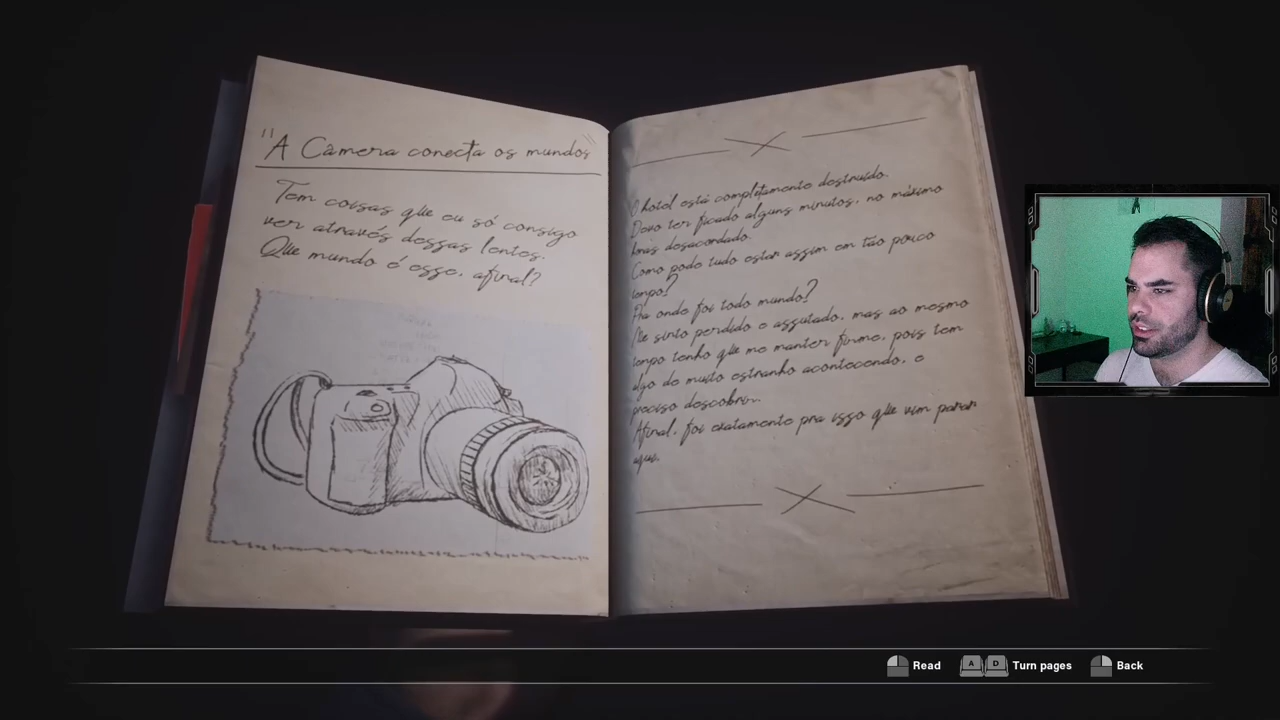 "A Câmera conecta os mundos"
Tem coisas que eu só consigo
ver através dessas lentes.
Que mundo é esse, afinal?
O hotel está completamente destruído.
Devo ter ficado alguns minutos, no máximo
horas desacordado.
Como pode tudo estar assim em tão pouco
tempo?
Pra onde foi todo mundo?
Me sinto perdido e assutado, mas ao mesmo
tempo tenho que me manter firme, pois tem
algo de muito estranho acontecendo, e
preciso descobrir...
Afinal, foi exatamente pra isso que vim parar
aqui.
Read
A
D
Turn pages
Back